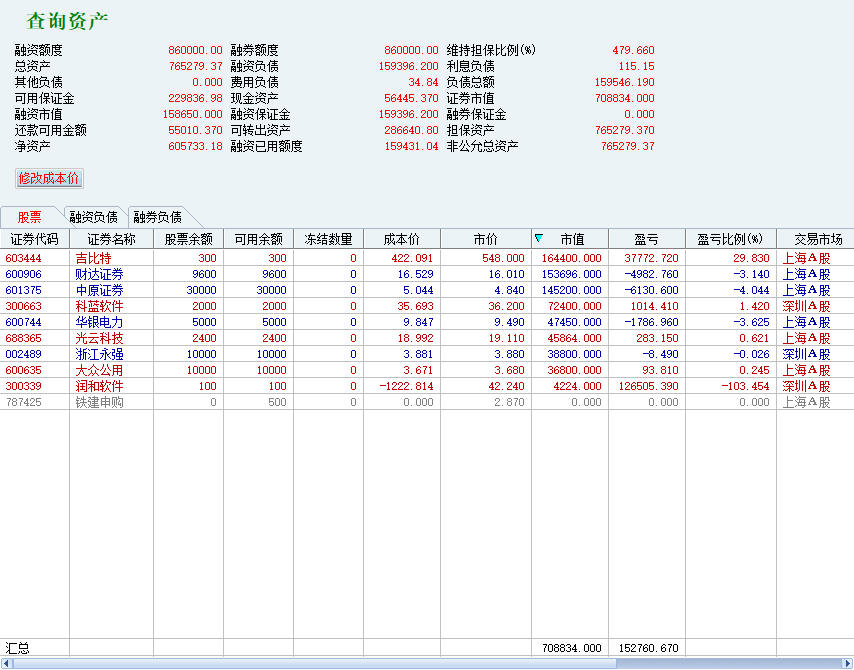 查询资产
融资额度 860000.00 融券额度 860000.00 维持担保比例(%) 479.660
总资产 765279.37 融资负债 159396.200 利息负债 115.15
其他负债 0.000 费用负债 34.84 负债总额 159546.190
可用保证金 229836.98 现金资产 56445.370 证券市值 708834.000
融资市值 158650.000 融资保证金 159396.200 融券保证金 0.000
还款可用金额 55010.370 可转出资产 286640.80 担保资产 765279.370
净资产 605733.18 融资已用额度 159431.04 非公允总资产 765279.37
修改成本价
股票 融资负债 融券负债
证券代码 证券名称 股票余额 可用余额 冻结数量 成本价 市价 市值 盈亏 盈亏比例(%) 交易市场
603444 吉比特 300 300 0 422.091 548.000 164400.000 37772.720 29.830 上海A股
600906 财达证券 9600 9600 0 16.529 16.010 153696.000 -4982.760 -3.140 上海A股
601375 中原证券 30000 30000 0 5.044 4.840 145200.000 -6130.600 -4.044 上海A股
300663 科蓝软件 2000 2000 0 35.693 36.200 72400.000 1014.410 1.420 深圳A股
600744 华银电力 5000 5000 0 9.847 9.490 47450.000 -1786.960 -3.625 上海A股
688365 光云科技 2400 2400 0 18.992 19.110 45864.000 283.150 0.621 上海A股
002489 浙江永强 10000 10000 0 3.881 3.880 38800.000 -8.490 -0.026 深圳A股
600635 大众公用 10000 10000 0 3.671 3.680 36800.000 93.810 0.245 上海A股
300339 润和软件 100 100 0 -1222.814 42.240 4224.000 126505.390 -103.454 深圳A股
787425 铁建申购 0 500 0 0.000 2.870 0.000 0.000 0.000 上海A股
汇总 708834.000 152760.670